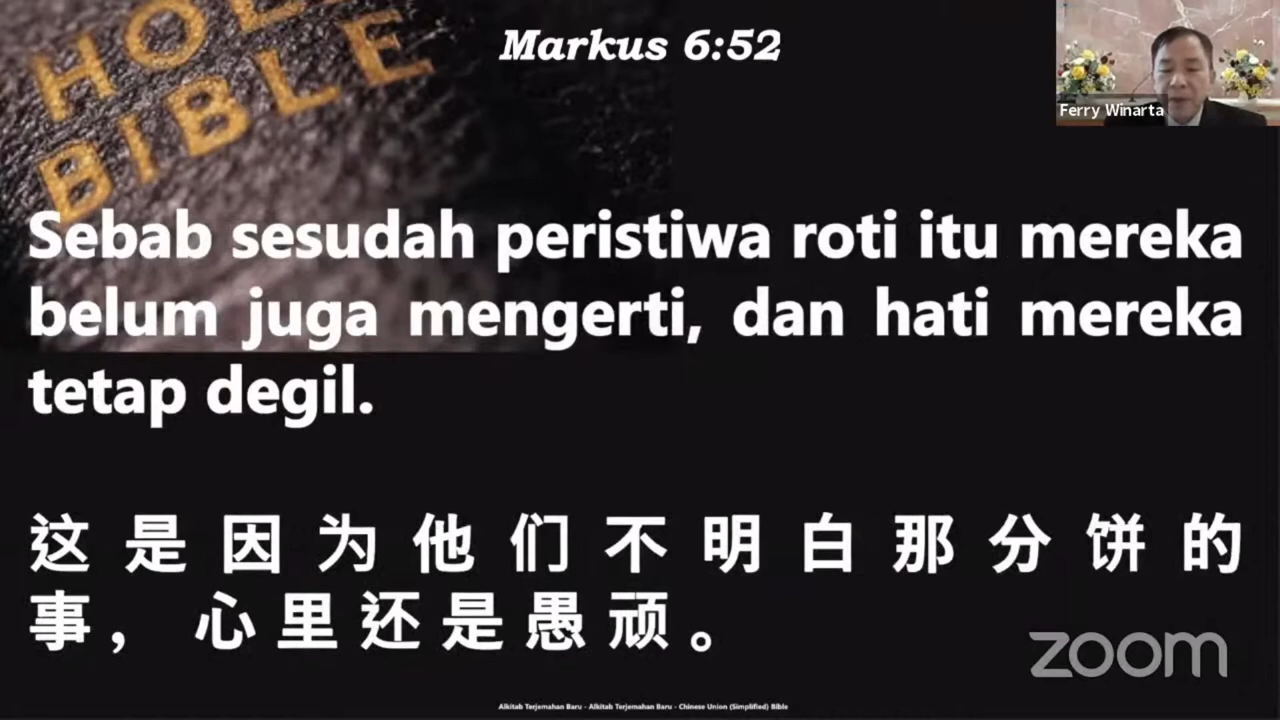 HOLY
BIBLE
Markus 6:52
Ferry Winarta
Sebab sesudah peristiwa roti itu mereka
belum juga mengerti, dan hati mereka
tetap degil.
这是因为他们不明白那分饼的
事，心里还是愚顽。
zoom
Alkitab Terjemahan Baru - Alkitab Terjemahan Baru - Chinese Union (Simplified) Bible